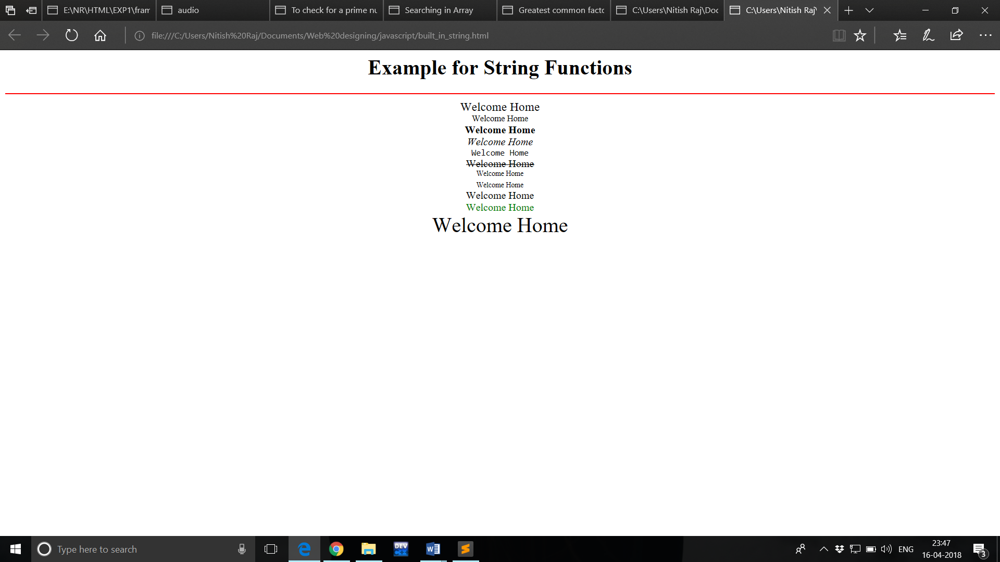 E:\NR\HTML\EXP1\fram
audio
To check for a prime nu
Searching in Array
Greatest common facto
C:\Users\Nitish Raj\Doc
C:\Users\Nitish Raj\
file:///C:/Users/Nitish%20Raj/Documents/Web%20designing/javascript/built_in_string.html
Example for String Functions
Welcome Home
Welcome Home
Welcome Home
Welcome Home
Welcome Home
Welcome Home
Welcome Home
Welcome Home
Welcome Home
Welcome Home
Welcome Home
Type here to search
DEV
C++
W
ENG
23:47
16-04-2018
3